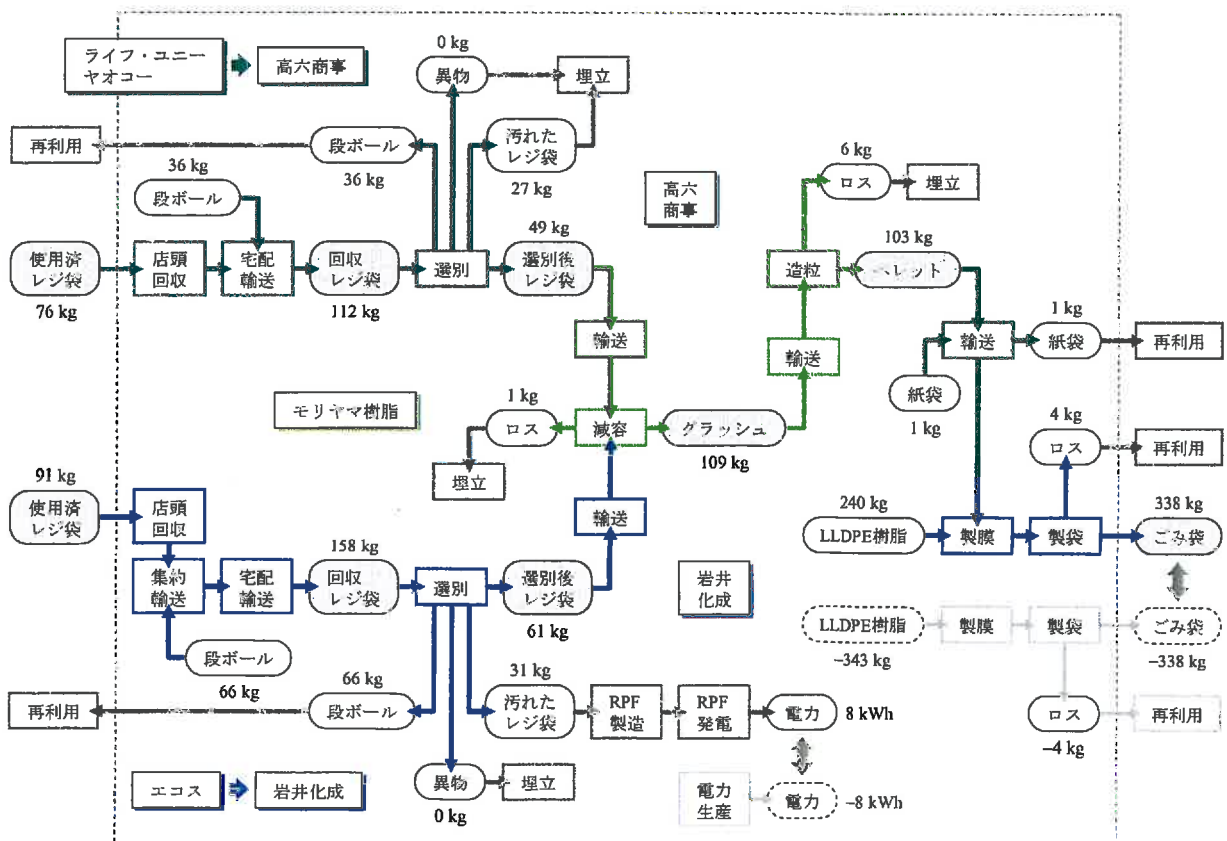 ライフ・ユニー
ヤオコー
高六商事
0 kg
異物
埋立
再利用
段ボール
36 kg
汚れた
レジ袋
27 kg
36 kg
段ボール
高六
商事
6 kg
ロス
埋立
使用済
レジ袋
76 kg
店頭
回収
宅配
輸送
回収
レジ袋
112 kg
選別
49 kg
選別後
レジ袋
造粒
103 kg
ペレット
輸送
輸送
輸送
1 kg
紙袋
再利用
紙袋
1 kg
モリヤマ樹脂
1 kg
ロス
減容
グラッシュ
109 kg
埋立
4 kg
ロス
再利用
91 kg
使用済
レジ袋
店頭
回収
輸送
240 kg
LLDPE樹脂
製膜
製袋
338 kg
ごみ袋
集約
輸送
宅配
輸送
158 kg
回収
レジ袋
選別
選別後
レジ袋
61 kg
岩井
化成
LLDPE樹脂
–343 kg
製膜
製袋
ごみ袋
–338 kg
段ボール
66 kg
再利用
66 kg
段ボール
31 kg
汚れた
レジ袋
RPF
製造
RPF
発電
電力
8 kWh
ロス
–4 kg
再利用
エコス
岩井化成
異物
0 kg
埋立
電力
生産
電力
–8 kWh